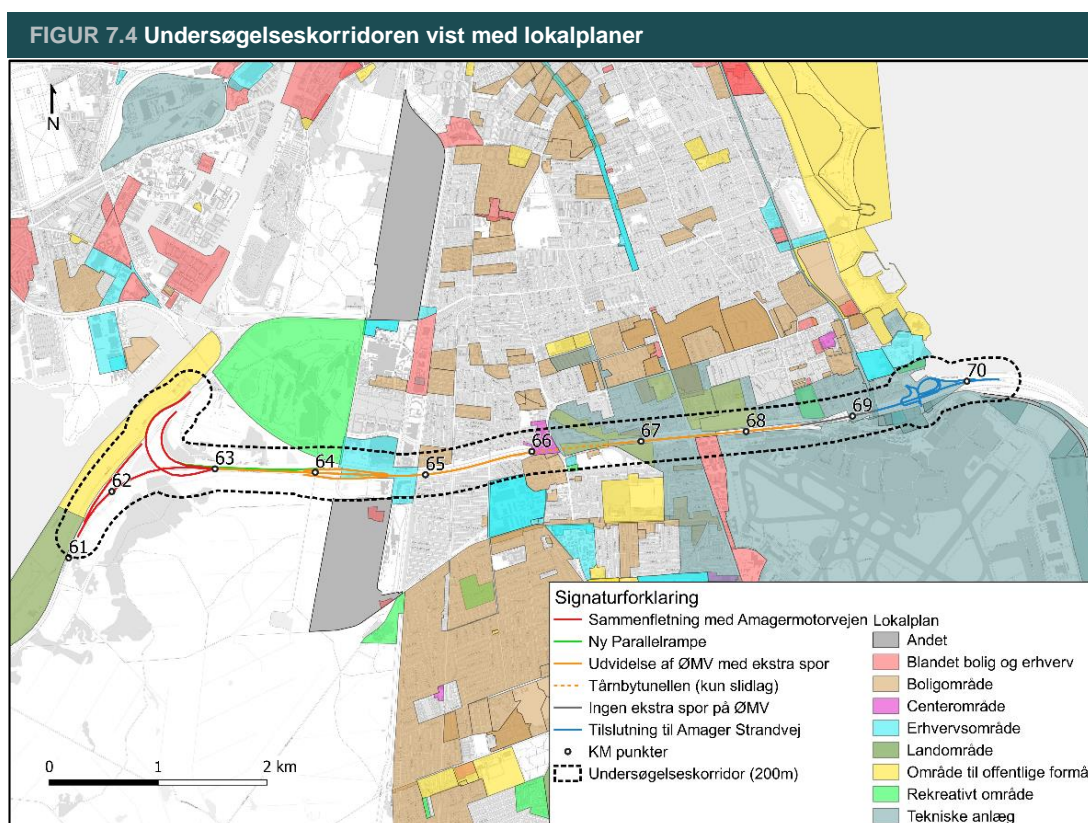 FIGUR 7.4 Undersøgelseskorridoren vist med lokalplaner
N
61
62
63
64
65
66
67
68
69
70
0 1 2 km
Signaturforklaring
Sammenfletning med Amagermotorvejen
Ny Parallelrampe
Udvidelse af ØMV med ekstra spor
Tårnbytunellen (kun slidlag)
Ingen ekstra spor på ØMV
Tilslutning til Amager Strandvej
KM punkter
Undersøgelseskorridor (200m)
Lokalplan
Andet
Blandet bolig og erhverv
Boligområde
Centerområde
Erhvervsområde
Landområde
Område til offentlige formå
Rekreativt område
Tekniske anlæg